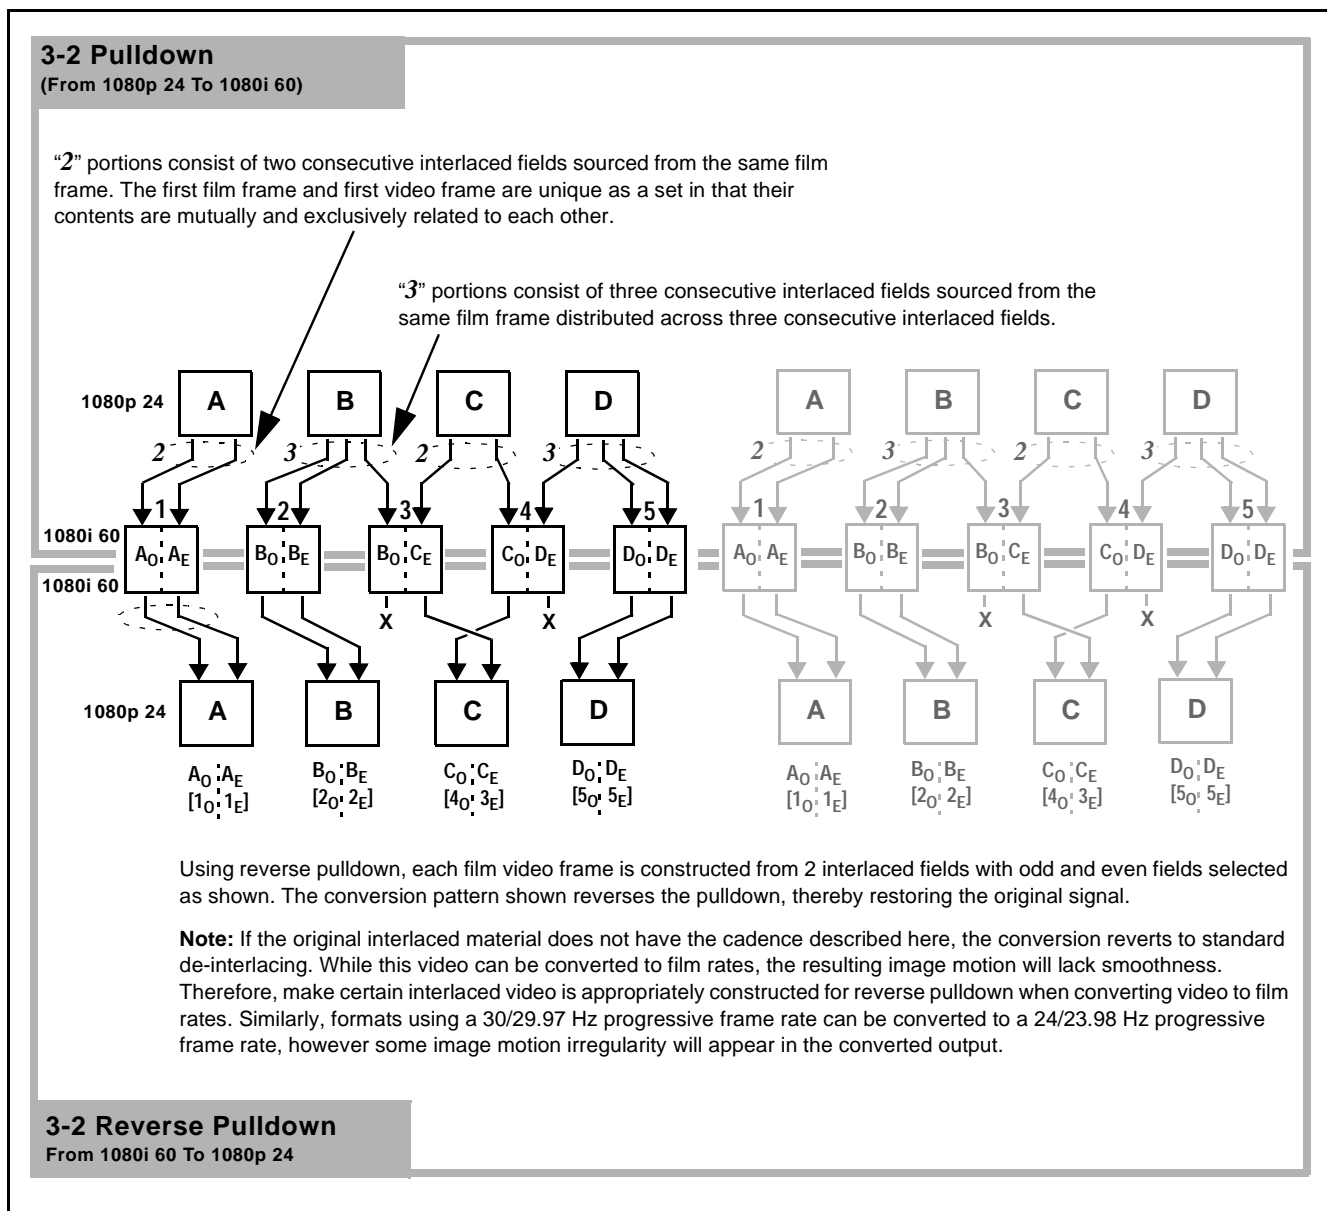 3-2 Pulldown
(From 1080p 24 To 1080i 60)
“2” portions consist of two consecutive interlaced fields sourced from the same film
frame. The first film frame and first video frame are unique as a set in that their
contents are mutually and exclusively related to each other.
“3” portions consist of three consecutive interlaced fields sourced from the
same film frame distributed across three consecutive interlaced fields.
1080p 24 A B C D A B C D
2 3 2 3 2 3 2 3
1 2 3 4 5 1 2 3 4 5
1080i 60
AO AE BO BE BO CE CO DE DO DE AO AE BO BE BO CE CO DE DO DE
1080i 60
X X X X
1080p 24 A B C D A B C D
AO AE BO BE CO CE DO DE AO AE BO BE CO CE DO DE
[1O 1E] [2O 2E] [4O 3E] [5O 5E] [1O 1E] [2O 2E] [4O 3E] [5O 5E]
Using reverse pulldown, each film video frame is constructed from 2 interlaced fields with odd and even fields selected
as shown. The conversion pattern shown reverses the pulldown, thereby restoring the original signal.
Note: If the original interlaced material does not have the cadence described here, the conversion reverts to standard
de-interlacing. While this video can be converted to film rates, the resulting image motion will lack smoothness.
Therefore, make certain interlaced video is appropriately constructed for reverse pulldown when converting video to film
rates. Similarly, formats using a 30/29.97 Hz progressive frame rate can be converted to a 24/23.98 Hz progressive
frame rate, however some image motion irregularity will appear in the converted output.
3-2 Reverse Pulldown
From 1080i 60 To 1080p 24